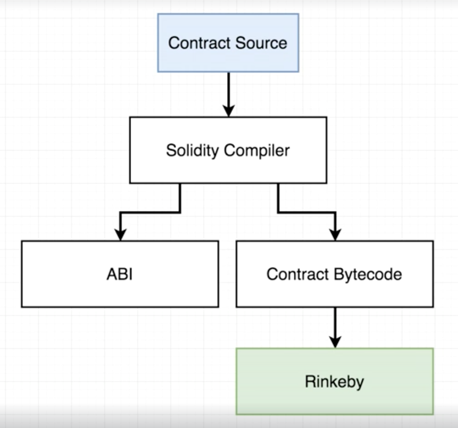 Contract Source
Solidity Compiler
ABI
Contract Bytecode
Rinkeby